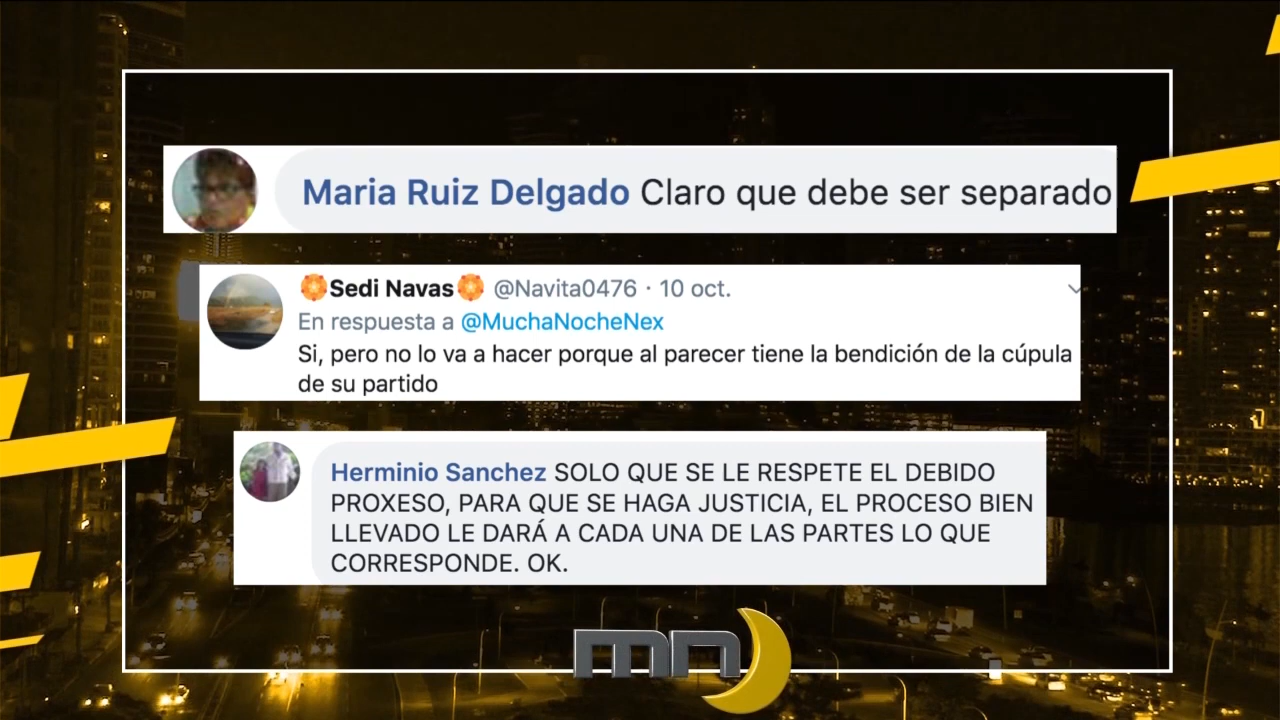 Maria Ruiz Delgado Claro que debe ser separado
Sedi Navas @Navita0476 · 10 oct.
En respuesta a @MuchaNocheNex
Si, pero no lo va a hacer porque al parecer tiene la bendición de la cúpula
de su partido
Herminio Sanchez SOLO QUE SE LE RESPETE EL DEBIDO
PROXESO, PARA QUE SE HAGA JUSTICIA, EL PROCESO BIEN
LLEVADO LE DARÁ A CADA UNA DE LAS PARTES LO QUE
CORRESPONDE. OK.
mn